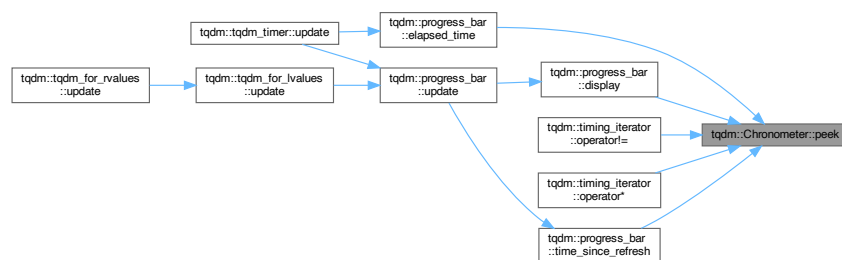 tqdm::progress_bar
::elapsed_time
tqdm::tqdm_timer::update
tqdm::tqdm_for_rvalues
::update
tqdm::tqdm_for_lvalues
::update
tqdm::progress_bar
::update
tqdm::progress_bar
::display
tqdm::timing_iterator
::operator!=
tqdm::Chronometer::peek
tqdm::timing_iterator
::operator*
tqdm::progress_bar
::time_since_refresh